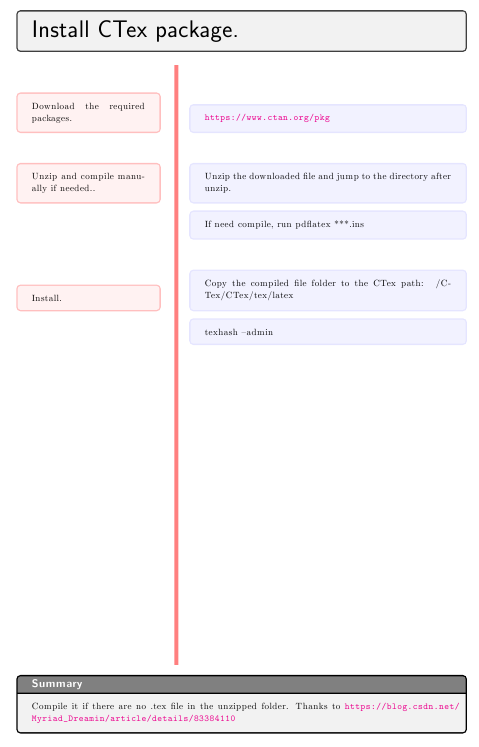 Install CTex package.
Download the required
packages.
https://www.ctan.org/pkg
Unzip and compile manu-
ally if needed..
Unzip the downloaded file and jump to the directory after
unzip.
If need compile, run pdflatex ***.ins
Install.
Copy the compiled file folder to the CTex path: /C-
Tex/CTex/tex/latex
texhash –admin
Summary
Compile it if there are no .tex file in the unzipped folder. Thanks to https://blog.csdn.net/
Myriad_Dreamin/article/details/83384110